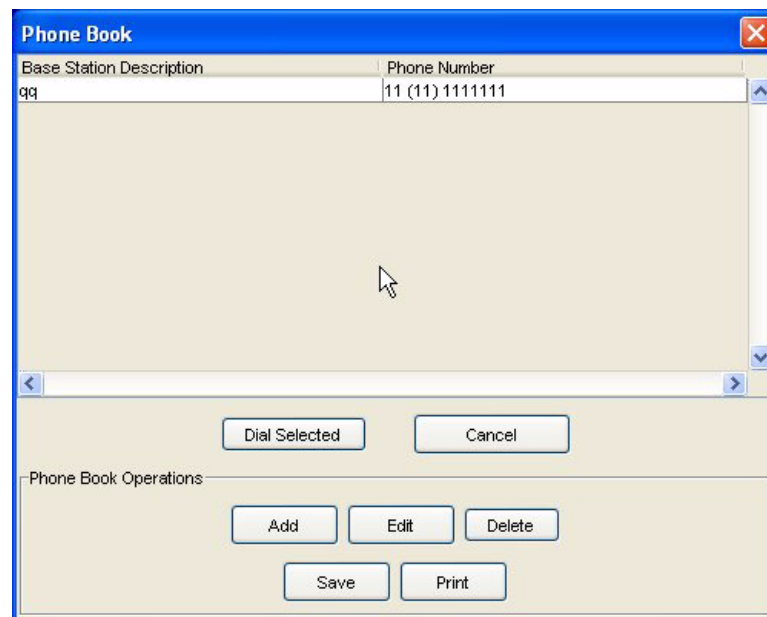 Phone Book
Base Station Description Phone Number
qq 11 (11) 1111111
Dial Selected Cancel
Phone Book Operations
Add Edit Delete
Save Print